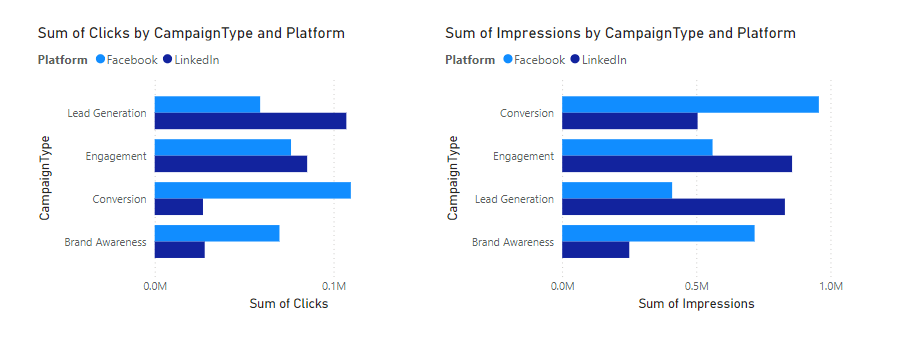 Sum of Clicks by CampaignType and Platform
Platform Facebook LinkedIn
CampaignType
Lead Generation
Engagement
Conversion
Brand Awareness
0.0M 0.1M
Sum of Clicks
Sum of Impressions by CampaignType and Platform
Platform Facebook LinkedIn
CampaignType
Conversion
Engagement
Lead Generation
Brand Awareness
0.0M 0.5M 1.0M
Sum of Impressions